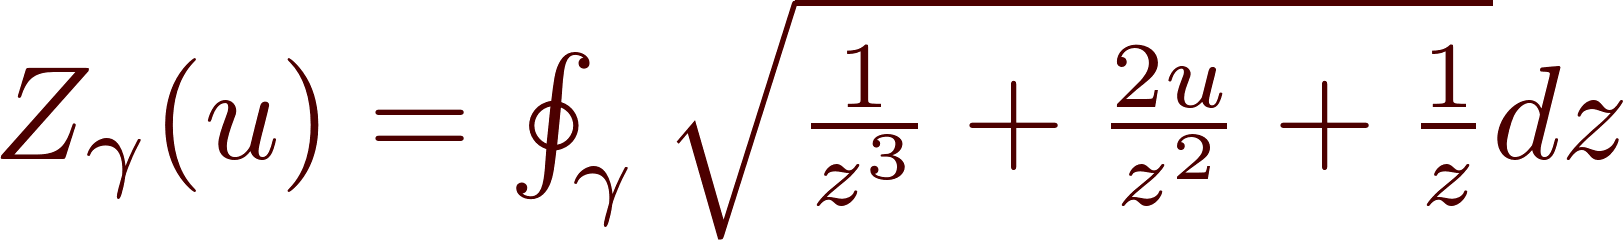 Z_γ(u) = ∮_γ √(1/z³ + 2u/z² + 1/z) dz